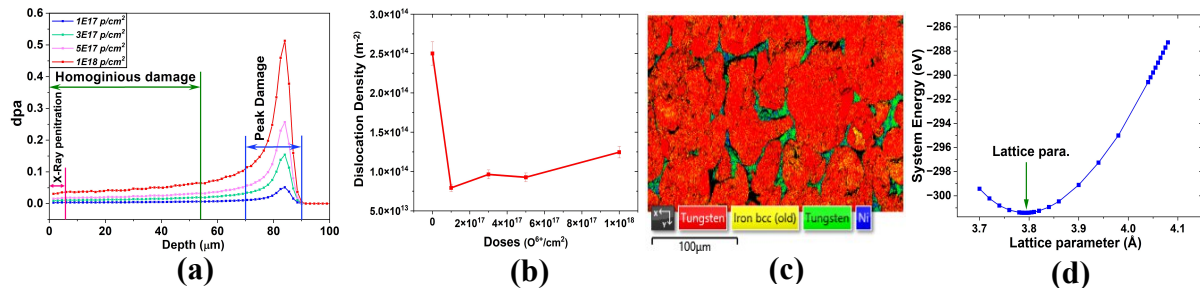 1E17 p/cm²
3E17 p/cm²
5E17 p/cm²
1E18 p/cm²
Homoginious damage
X-Ray penitration
Peak Damage
dpa
0.6
0.5
0.4
0.3
0.2
0.1
0.0
0 20 40 60 80 100
Depth (μm)
(a)
Dislocation Density (m⁻²)
3.0x10¹⁴
2.5x10¹⁴
2.0x10¹⁴
1.5x10¹⁴
1.0x10¹⁴
5.0x10¹³
0 2x10¹⁷ 4x10¹⁷ 6x10¹⁷ 8x10¹⁷ 1x10¹⁸
Doses (O⁶⁺/cm²)
(b)
Tungsten Iron bcc (old) Tungsten Ni
100μm
(c)
System Energy (eV)
-286
-288
-290
-292
-294
-296
-298
-300
Lattice para.
3.7 3.8 3.9 4.0 4.1
Lattice parameter (Å)
(d)